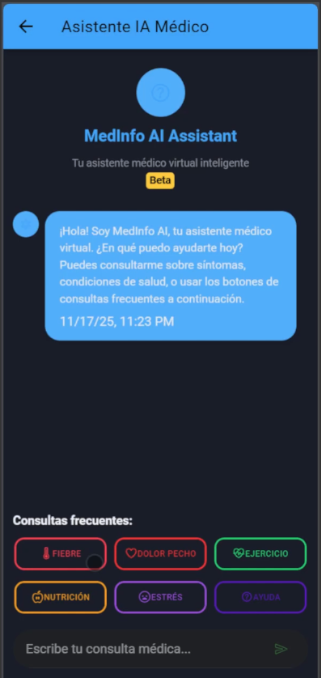 Asistente IA Médico
MedInfo AI Assistant
Tu asistente médico virtual inteligente
Beta
¡Hola! Soy MedInfo AI, tu asistente médico
virtual. ¿En qué puedo ayudarte hoy?
Puedes consultarme sobre síntomas,
condiciones de salud, o usar los botones de
consultas frecuentes a continuación.
11/17/25, 11:23 PM
Consultas frecuentes:
FIEBRE DOLOR PECHO EJERCICIO
NUTRICIÓN ESTRÉS AYUDA
Escribe tu consulta médica...